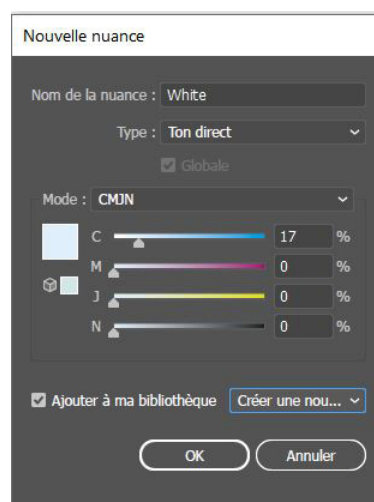 Nouvelle nuance
Nom de la nuance : White
Type : Ton direct
Globale
Mode : CMJN
C 17 %
M 0 %
J 0 %
N 0 %
Ajouter à ma bibliothèque Créer une nou...
OK Annuler